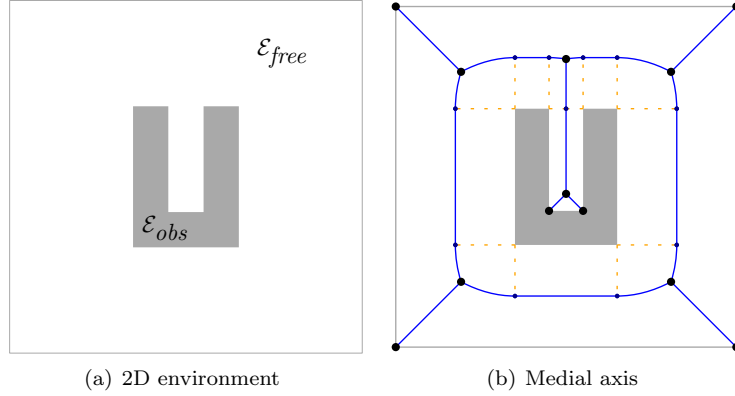 ℰ_free
ℰ_obs
(a) 2D environment
(b) Medial axis